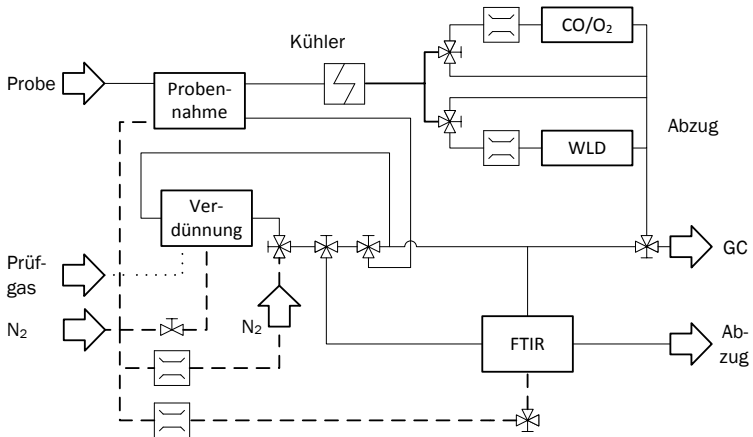 CO/O₂
Kühler
Probe
Proben-
nahme
Abzug
WLD
Ver-
dünnung
GC
Prüf-
gas
N₂
N₂
FTIR
Ab-
zug